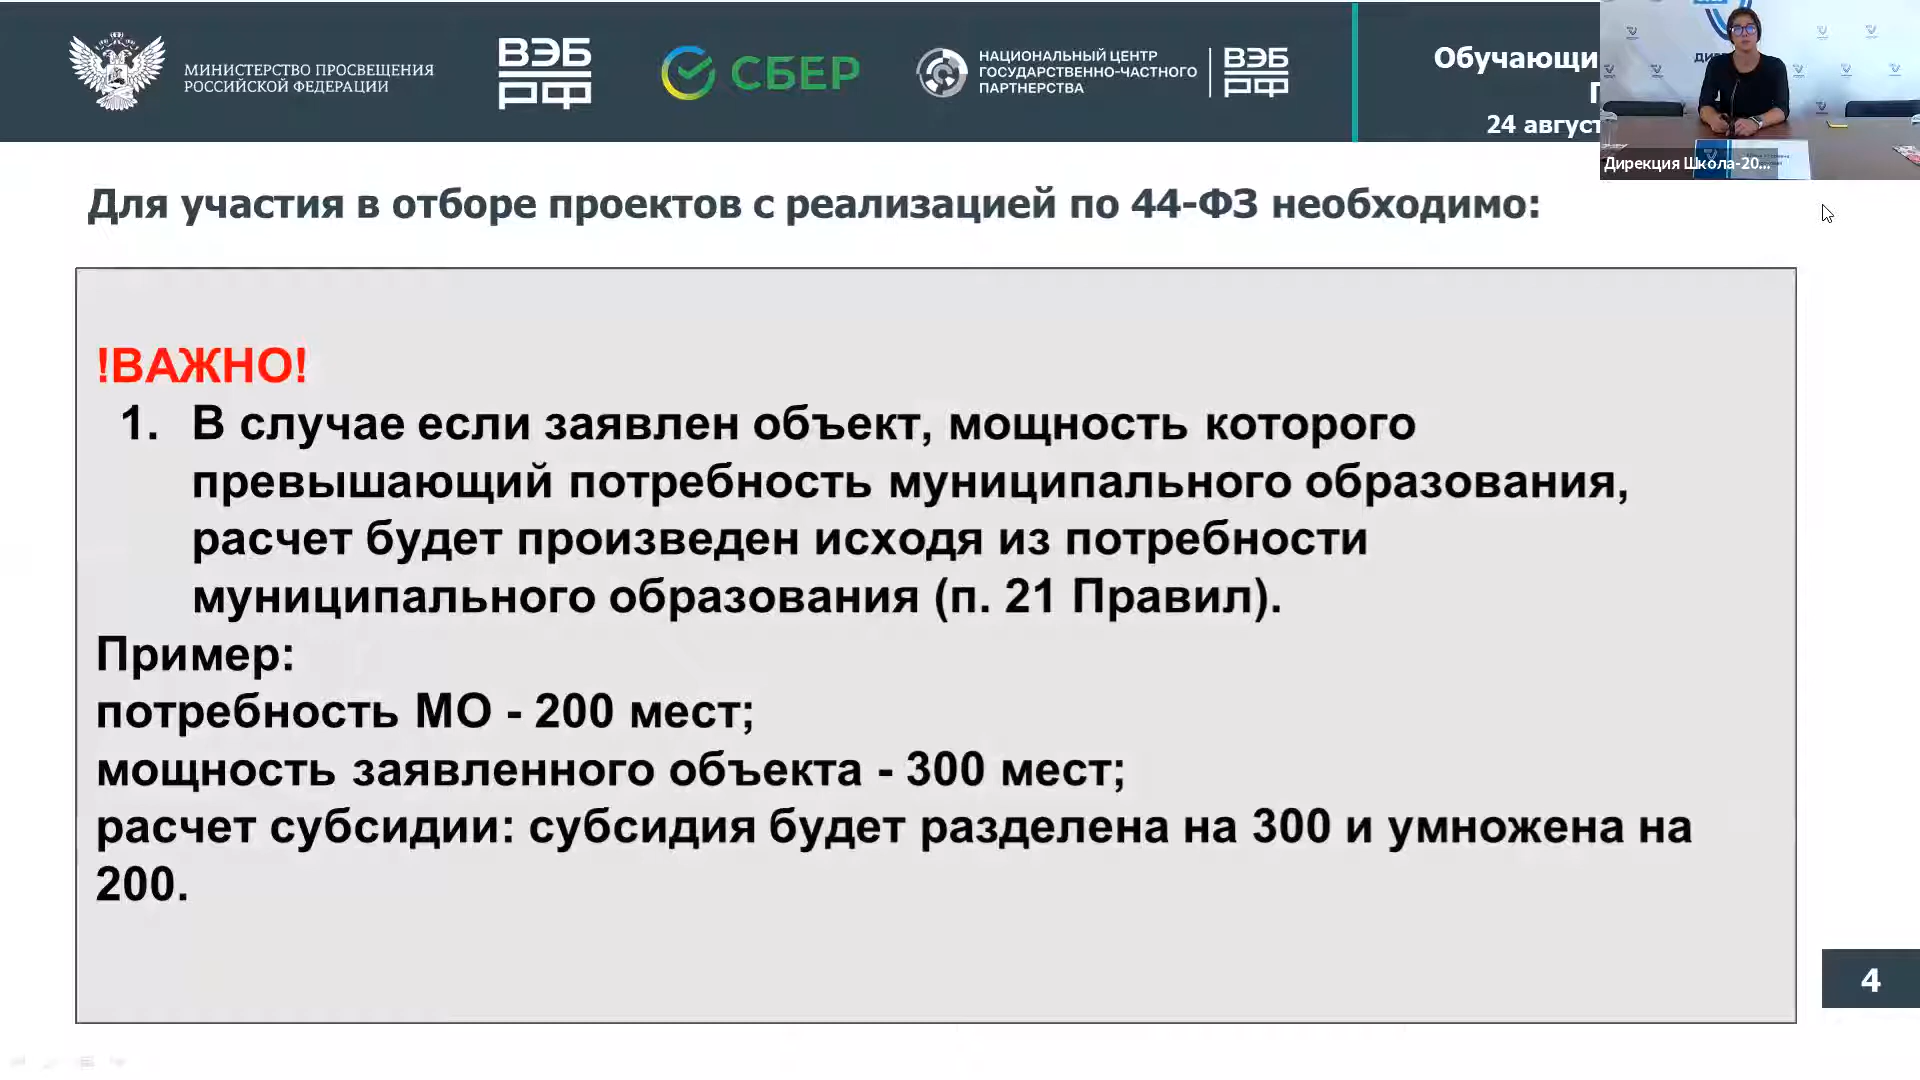 МИНИСТЕРСТВО ПРОСВЕЩЕНИЯ
РОССИЙСКОЙ ФЕДЕРАЦИИ
ВЭБ
РФ
СБЕР
НАЦИОНАЛЬНЫЙ ЦЕНТР
ГОСУДАРСТВЕННО-ЧАСТНОГО
ПАРТНЕРСТВА
ВЭБ
РФ
Обучающи
24 август
Дирекция Школа-20...
Для участия в отборе проектов с реализацией по 44-ФЗ необходимо:
!ВАЖНО!
1. В случае если заявлен объект, мощность которого
превышающий потребность муниципального образования,
расчет будет произведен исходя из потребности
муниципального образования (п. 21 Правил).
Пример:
потребность МО - 200 мест;
мощность заявленного объекта - 300 мест;
расчет субсидии: субсидия будет разделена на 300 и умножена на
200.
4